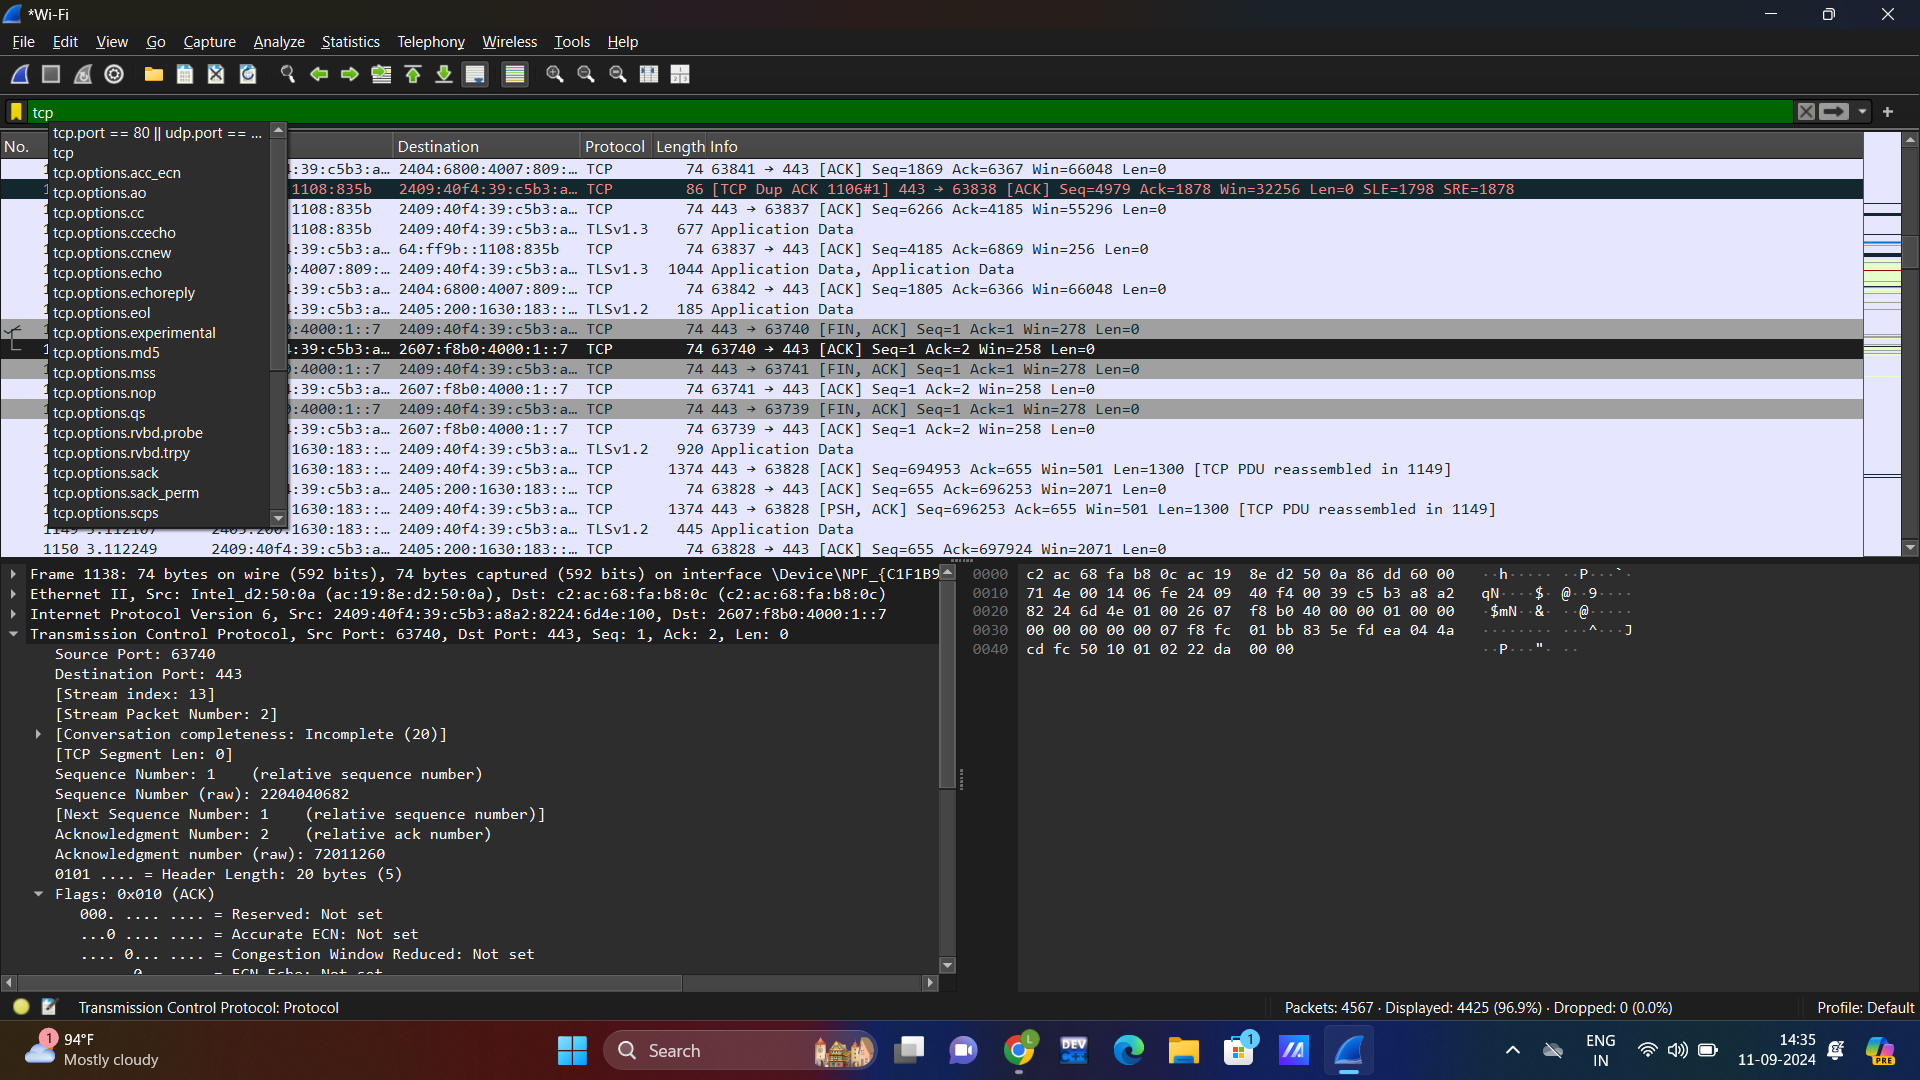 *Wi-Fi
File Edit View Go Capture Analyze Statistics Telephony Wireless Tools Help
tcp
tcp.port == 80 || udp.port == ...
tcp
tcp.options.acc_ecn
tcp.options.ao
tcp.options.cc
tcp.options.ccecho
tcp.options.ccnew
tcp.options.echo
tcp.options.echoreply
tcp.options.eol
tcp.options.experimental
tcp.options.md5
tcp.options.mss
tcp.options.nop
tcp.options.qs
tcp.options.rvbd.probe
tcp.options.rvbd.trpy
tcp.options.sack
tcp.options.sack_perm
tcp.options.scps
No. Destination Protocol Length Info
:39:c5b3:a… 2404:6800:4007:809:… TCP 74 63841 → 443 [ACK] Seq=1869 Ack=6367 Win=66048 Len=0
:1108:835b 2409:40f4:39:c5b3:a… TCP 86 [TCP Dup ACK 1106#1] 443 → 63838 [ACK] Seq=4979 Ack=1878 Win=32256 Len=0 SLE=1798 SRE=1878
:1108:835b 2409:40f4:39:c5b3:a… TCP 74 443 → 63837 [ACK] Seq=6266 Ack=4185 Win=55296 Len=0
:1108:835b 2409:40f4:39:c5b3:a… TLSv1.3 677 Application Data
:39:c5b3:a… 64:ff9b::1108:835b TCP 74 63837 → 443 [ACK] Seq=4185 Ack=6869 Win=256 Len=0
:4007:809:… 2409:40f4:39:c5b3:a… TLSv1.3 1044 Application Data, Application Data
:39:c5b3:a… 2404:6800:4007:809:… TCP 74 63842 → 443 [ACK] Seq=1805 Ack=6366 Win=66048 Len=0
:39:c5b3:a… 2405:200:1630:183::… TLSv1.2 185 Application Data
:4000:1::7 2409:40f4:39:c5b3:a… TCP 74 443 → 63740 [FIN, ACK] Seq=1 Ack=1 Win=278 Len=0
:39:c5b3:a… 2607:f8b0:4000:1::7 TCP 74 63740 → 443 [ACK] Seq=1 Ack=2 Win=258 Len=0
:4000:1::7 2409:40f4:39:c5b3:a… TCP 74 443 → 63741 [FIN, ACK] Seq=1 Ack=1 Win=278 Len=0
:39:c5b3:a… 2607:f8b0:4000:1::7 TCP 74 63741 → 443 [ACK] Seq=1 Ack=2 Win=258 Len=0
:4000:1::7 2409:40f4:39:c5b3:a… TCP 74 443 → 63739 [FIN, ACK] Seq=1 Ack=1 Win=278 Len=0
:39:c5b3:a… 2607:f8b0:4000:1::7 TCP 74 63739 → 443 [ACK] Seq=1 Ack=2 Win=258 Len=0
1630:183::… 2409:40f4:39:c5b3:a… TLSv1.2 920 Application Data
1630:183::… 2409:40f4:39:c5b3:a… TCP 1374 443 → 63828 [ACK] Seq=694953 Ack=655 Win=501 Len=1300 [TCP PDU reassembled in 1149]
:39:c5b3:a… 2405:200:1630:183::… TCP 74 63828 → 443 [ACK] Seq=655 Ack=696253 Win=2071 Len=0
1630:183::… 2409:40f4:39:c5b3:a… TCP 1374 443 → 63828 [PSH, ACK] Seq=696253 Ack=655 Win=501 Len=1300 [TCP PDU reassembled in 1149]
1149 3.112107 2405:200:1630:183::… 2409:40f4:39:c5b3:a… TLSv1.2 445 Application Data
1150 3.112249 2409:40f4:39:c5b3:a… 2405:200:1630:183::… TCP 74 63828 → 443 [ACK] Seq=655 Ack=697924 Win=2071 Len=0
Frame 1138: 74 bytes on wire (592 bits), 74 bytes captured (592 bits) on interface \Device\NPF_{C1F1B9
Ethernet II, Src: Intel_d2:50:0a (ac:19:8e:d2:50:0a), Dst: c2:ac:68:fa:b8:0c (c2:ac:68:fa:b8:0c)
Internet Protocol Version 6, Src: 2409:40f4:39:c5b3:a8a2:8224:6d4e:100, Dst: 2607:f8b0:4000:1::7
Transmission Control Protocol, Src Port: 63740, Dst Port: 443, Seq: 1, Ack: 2, Len: 0
Source Port: 63740
Destination Port: 443
[Stream index: 13]
[Stream Packet Number: 2]
[Conversation completeness: Incomplete (20)]
[TCP Segment Len: 0]
Sequence Number: 1 (relative sequence number)
Sequence Number (raw): 2204040682
[Next Sequence Number: 1 (relative sequence number)]
Acknowledgment Number: 2 (relative ack number)
Acknowledgment number (raw): 72011260
0101 .... = Header Length: 20 bytes (5)
Flags: 0x010 (ACK)
000. .... .... = Reserved: Not set
...0 .... .... = Accurate ECN: Not set
.... 0... .... = Congestion Window Reduced: Not set
0000 c2 ac 68 fa b8 0c ac 19 8e d2 50 0a 86 dd 60 00 ··h····· ··P···`·
0010 71 4e 00 14 06 fe 24 09 40 f4 00 39 c5 b3 a8 a2 qN····$· @··9····
0020 82 24 6d 4e 01 00 26 07 f8 b0 40 00 00 01 00 00 ·$mN··&· ··@·····
0030 00 00 00 00 00 07 f8 fc 01 bb 83 5e fd ea 04 4a ········ ···^···J
0040 cd fc 50 10 01 02 22 da 00 00 ··P···"· ··
Transmission Control Protocol: Protocol
Packets: 4567 · Displayed: 4425 (96.9%) · Dropped: 0 (0.0%)
Profile: Default
1
94°F
Mostly cloudy
Search
L
DEV
C++
1
ENG
IN
14:35
11-09-2024
PRE